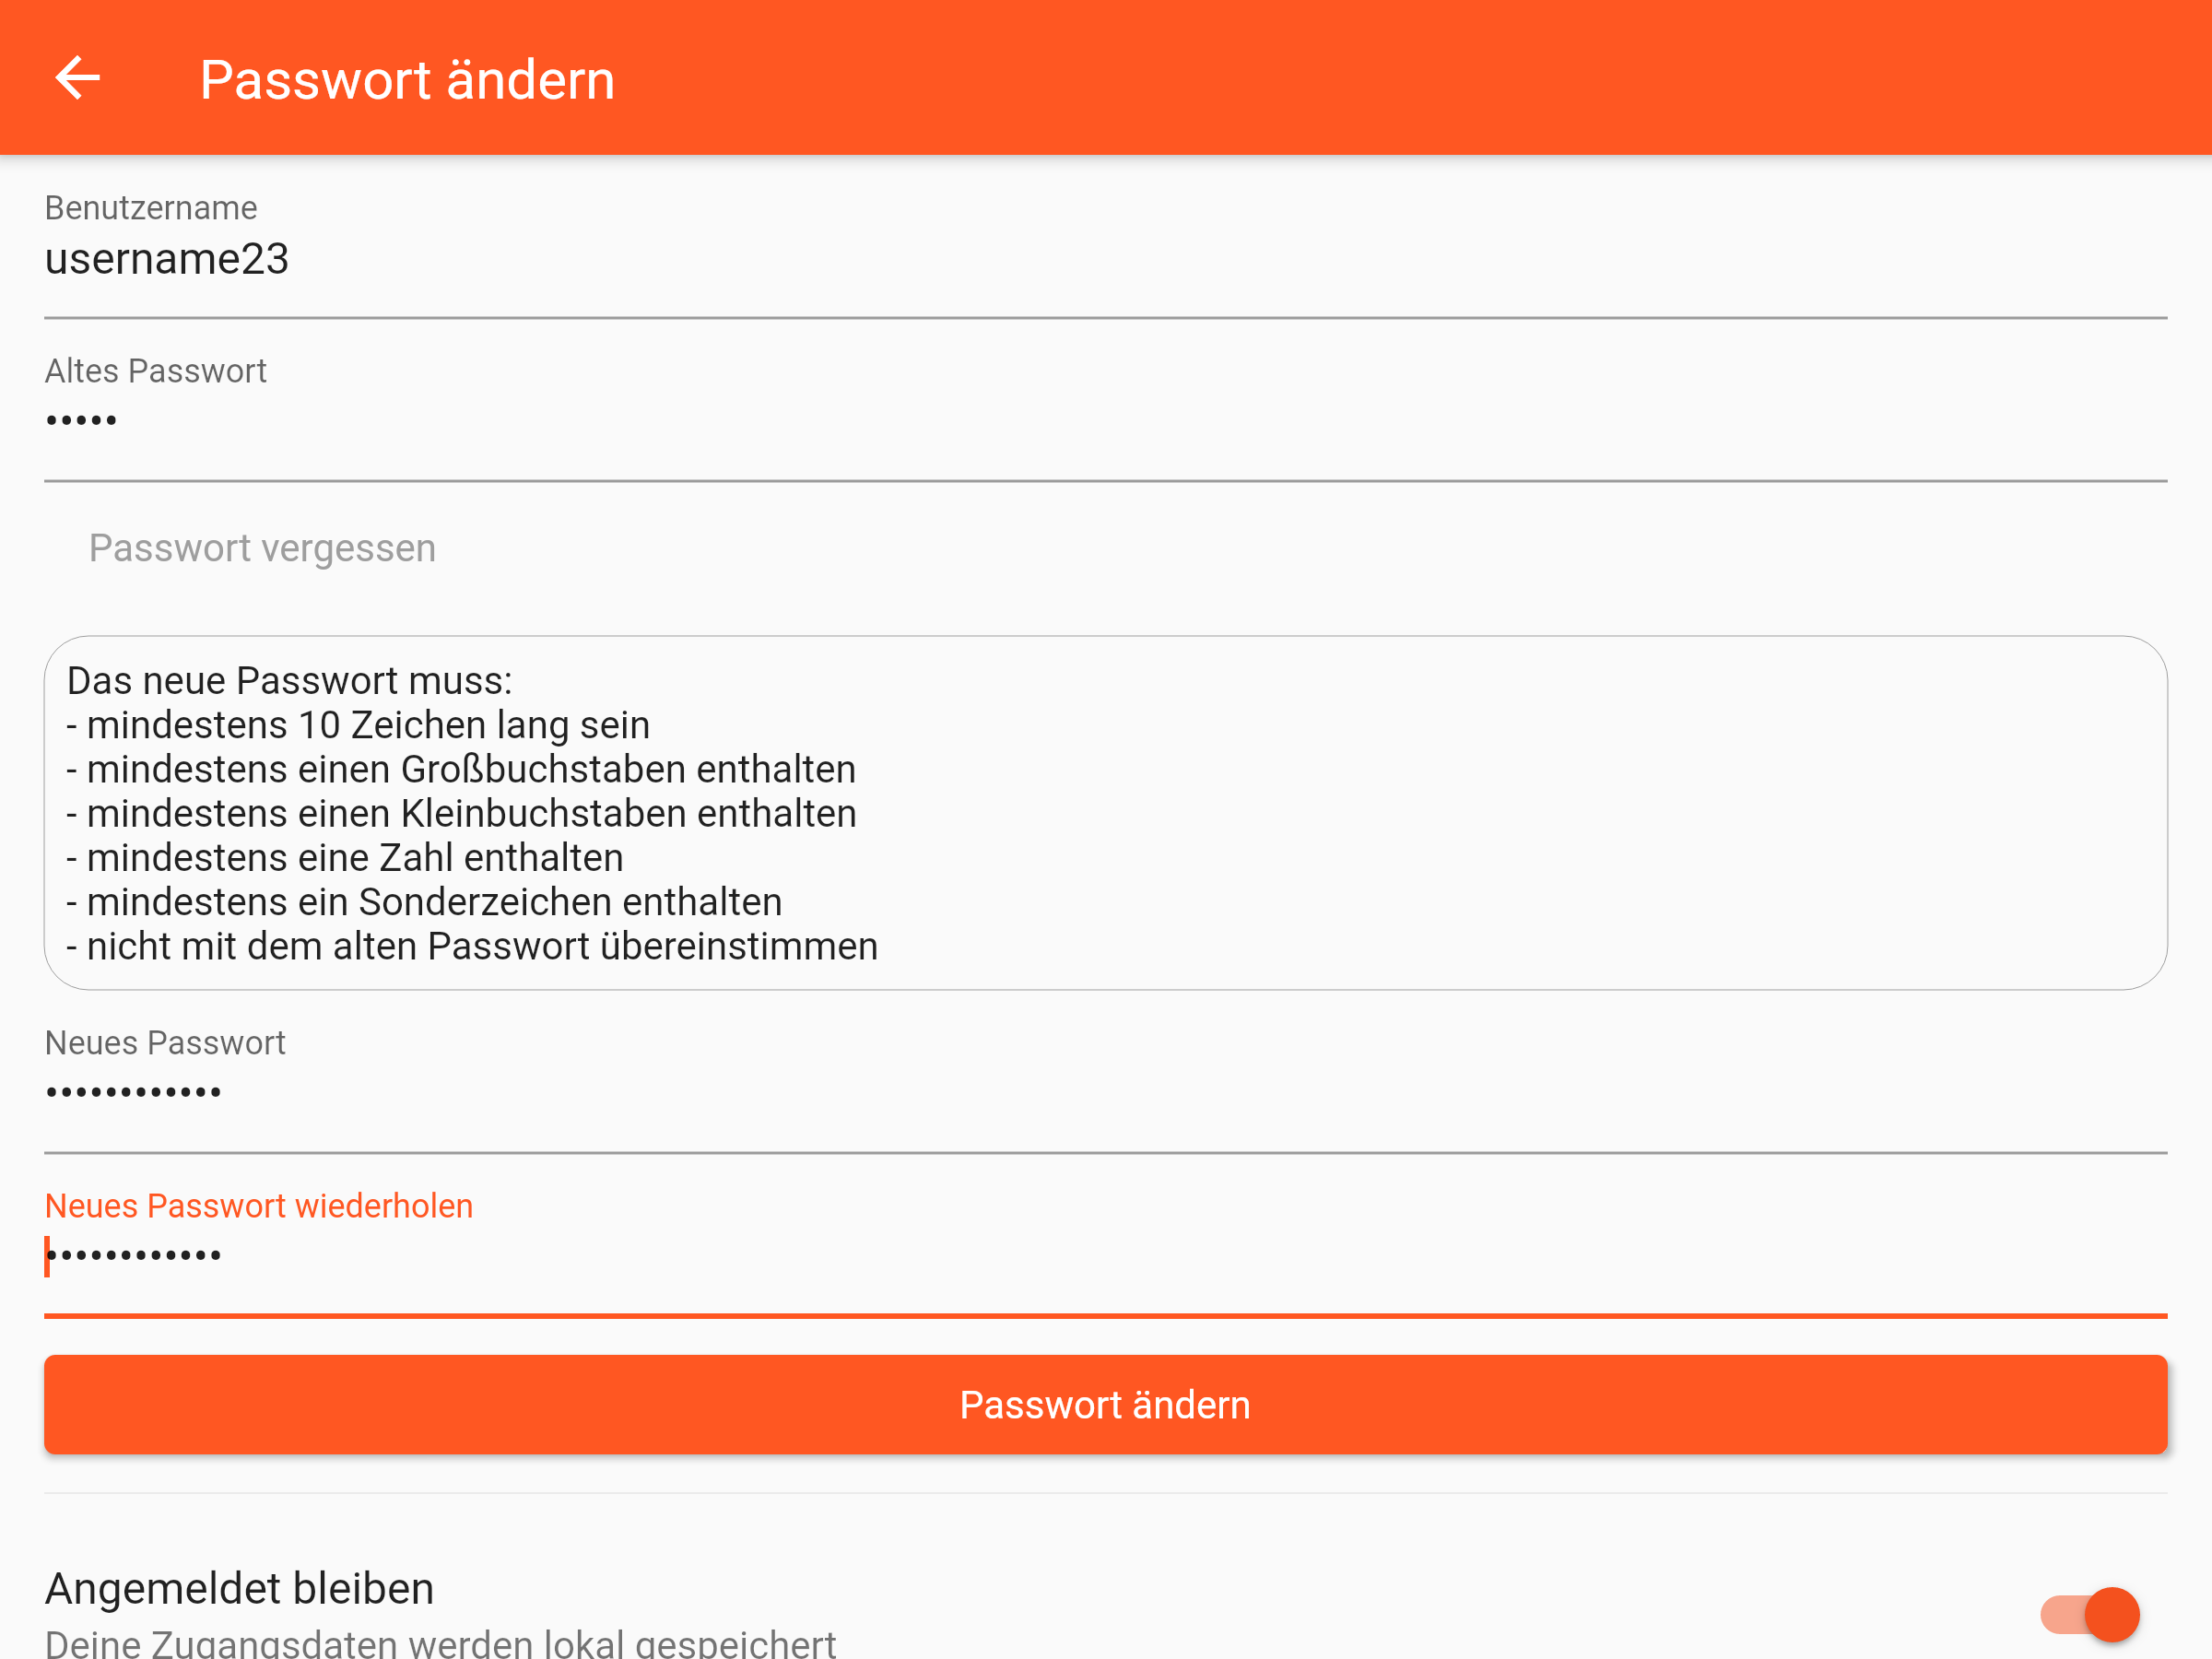 Passwort ändern
Benutzername
username23
Altes Passwort
•••••
Passwort vergessen
Das neue Passwort muss:
- mindestens 10 Zeichen lang sein
- mindestens einen Großbuchstaben enthalten
- mindestens einen Kleinbuchstaben enthalten
- mindestens eine Zahl enthalten
- mindestens ein Sonderzeichen enthalten
- nicht mit dem alten Passwort übereinstimmen
Neues Passwort
••••••••••••
Neues Passwort wiederholen
••••••••••••
Passwort ändern
Angemeldet bleiben
Deine Zugangsdaten werden lokal gespeichert